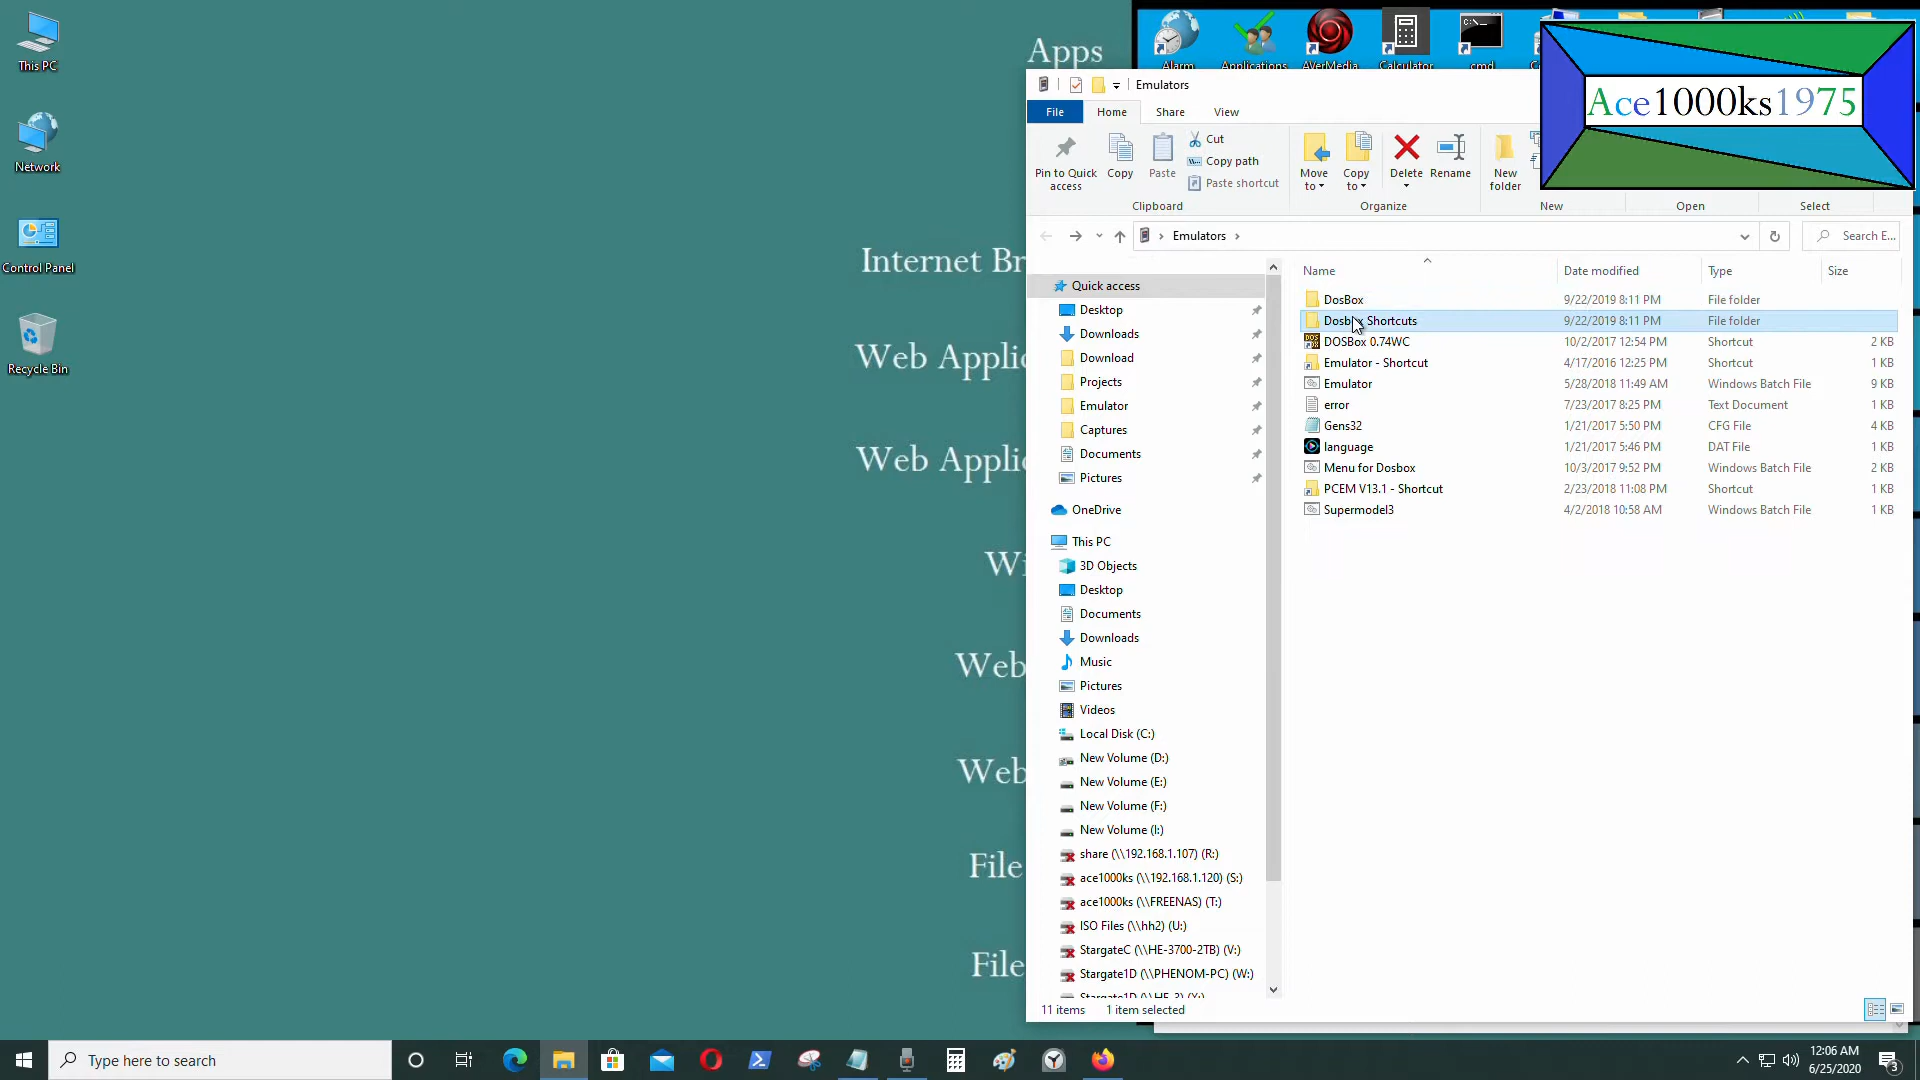 This PC
Network
Control Panel
Recycle Bin
Apps
Internet Br
Web Applic
Web Applic
Wi
Web
Web
File
File
Alarm
Applications
AVerMedia
Calculator
cmd
Ace1000ks1975
Emulators
File
Home
Share
View
Pin to Quick access
Copy
Paste
Cut
Copy path
Paste shortcut
Clipboard
Move to
Copy to
Delete
Rename
Organize
New folder
New
Open
Select
Emulators
Search E...
Name
Date modified
Type
Size
Quick access
Desktop
Downloads
Download
Projects
Emulator
Captures
Documents
Pictures
OneDrive
This PC
3D Objects
Desktop
Documents
Downloads
Music
Pictures
Videos
Local Disk (C:)
New Volume (D:)
New Volume (E:)
New Volume (F:)
New Volume (I:)
share (\\192.168.1.107) (R:)
ace1000ks (\\192.168.1.120) (S:)
ace1000ks (\\FREENAS) (T:)
ISO Files (\\hh2) (U:)
StargateC (\\HE-3700-2TB) (V:)
Stargate1D (\\PHENOM-PC) (W:)
DosBox 9/22/2019 8:11 PM File folder
Dosbox Shortcuts 9/22/2019 8:11 PM File folder
DOSBox 0.74WC 10/2/2017 12:54 PM Shortcut 2 KB
Emulator - Shortcut 4/17/2016 12:25 PM Shortcut 1 KB
Emulator 5/28/2018 11:49 AM Windows Batch File 9 KB
error 7/23/2017 8:25 PM Text Document 1 KB
Gens32 1/21/2017 5:50 PM CFG File 4 KB
language 1/21/2017 5:46 PM DAT File 1 KB
Menu for Dosbox 10/3/2017 9:52 PM Windows Batch File 2 KB
PCEM V13.1 - Shortcut 2/23/2018 11:08 PM Shortcut 1 KB
Supermodel3 4/2/2018 10:58 AM Windows Batch File 1 KB
11 items
1 item selected
Type here to search
12:06 AM
6/25/2020
3